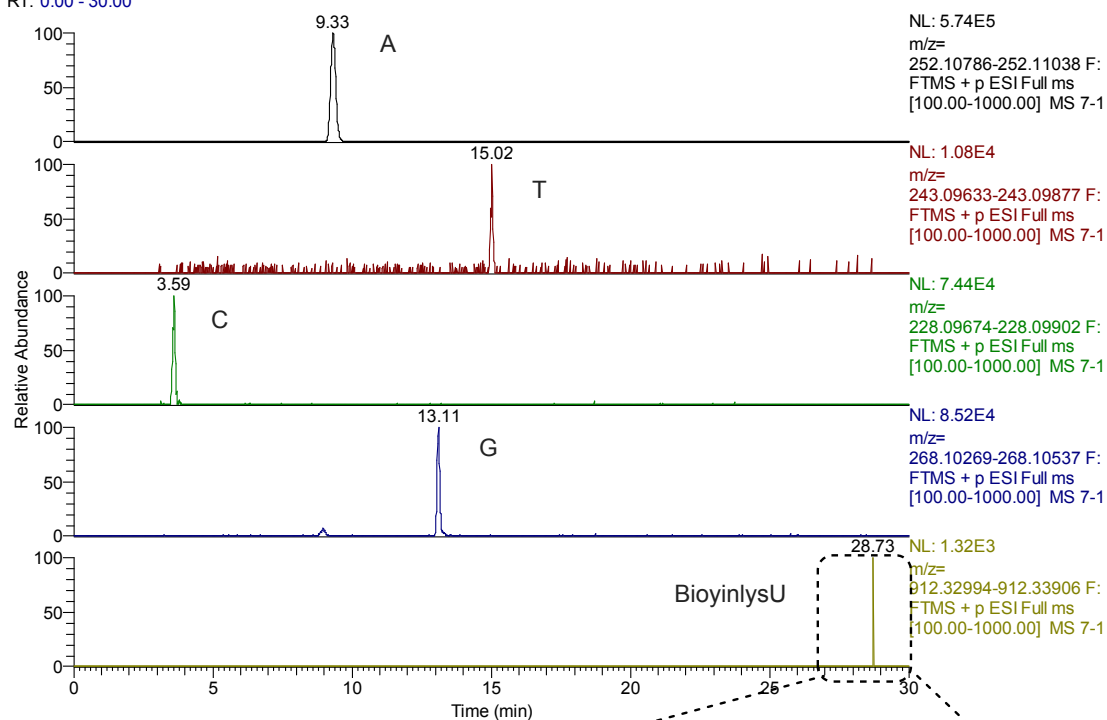 RT: 0.00 - 30.00
9.33
A
100
50
0
NL: 5.74E5
m/z=
252.10786-252.11038 F:
FTMS + p ESI Full ms
[100.00-1000.00] MS 7-1
15.02
T
100
50
0
NL: 1.08E4
m/z=
243.09633-243.09877 F:
FTMS + p ESI Full ms
[100.00-1000.00] MS 7-1
3.59
C
100
50
0
NL: 7.44E4
m/z=
228.09674-228.09902 F:
FTMS + p ESI Full ms
[100.00-1000.00] MS 7-1
Relative Abundance
13.11
G
100
50
0
NL: 8.52E4
m/z=
268.10269-268.10537 F:
FTMS + p ESI Full ms
[100.00-1000.00] MS 7-1
28.73
BioyinlysU
100
50
0
NL: 1.32E3
m/z=
912.32994-912.33906 F:
FTMS + p ESI Full ms
[100.00-1000.00] MS 7-1
0 5 10 15 20 25 30
Time (min)